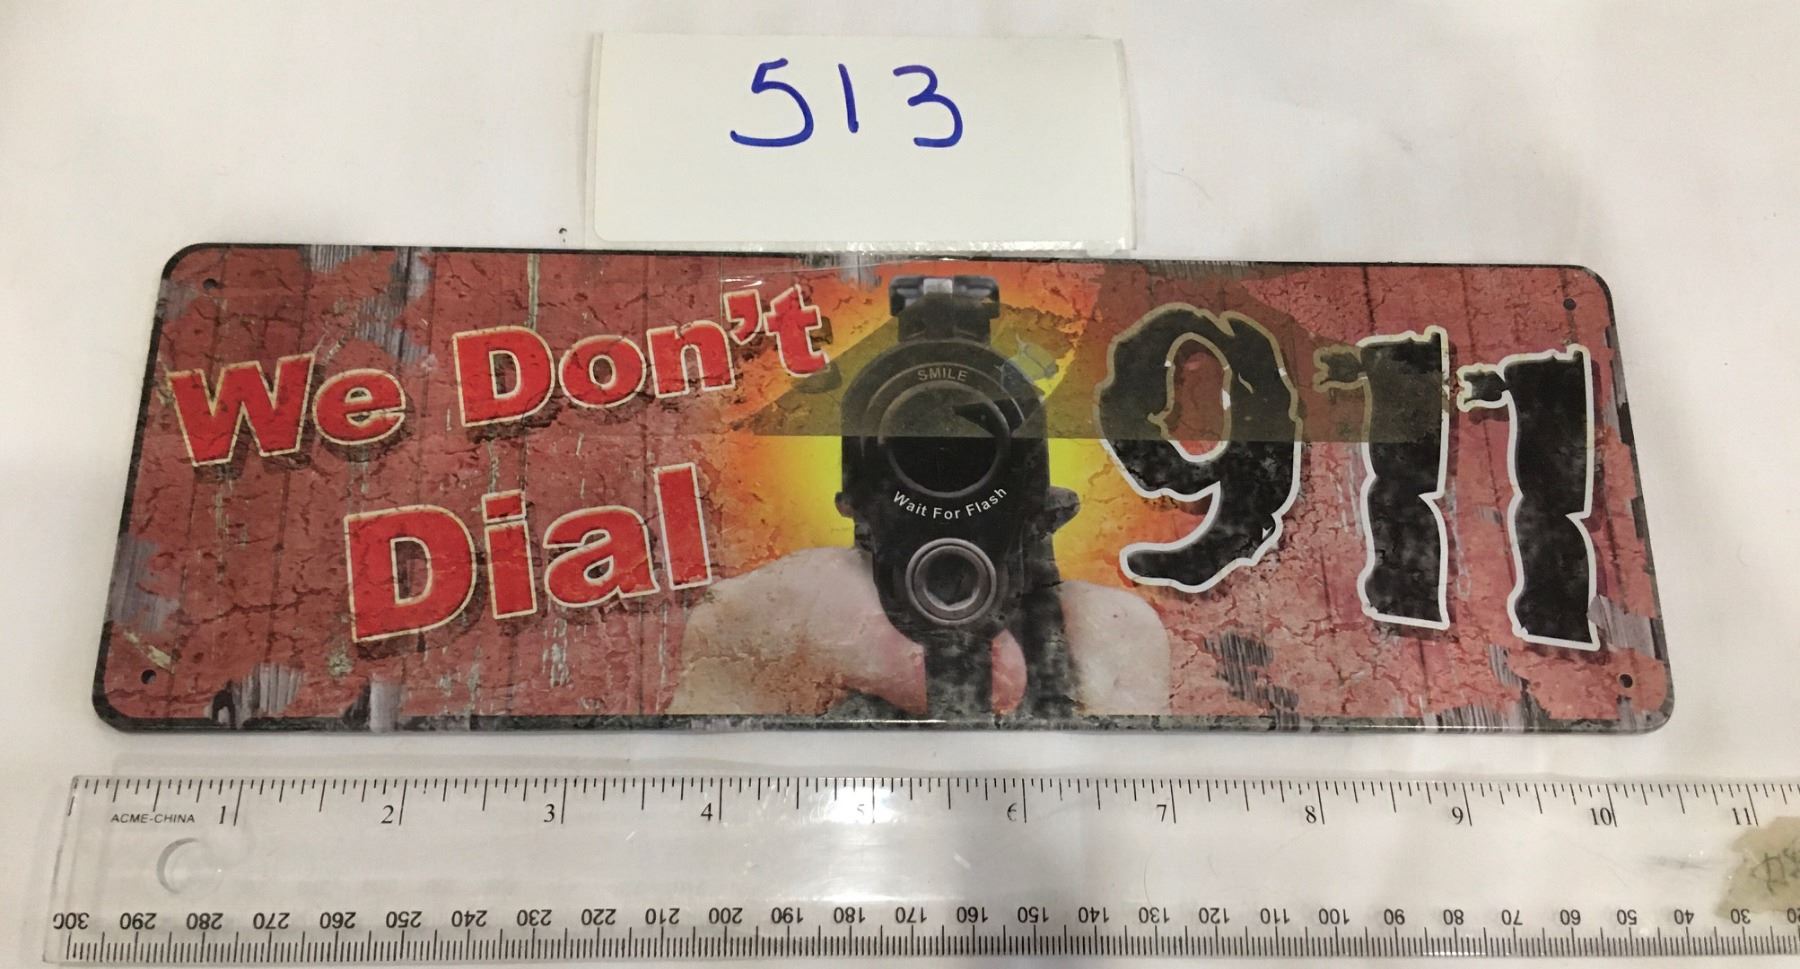 513
We Don't
Dial
911
SMILE
Wait For Flash
1 2 3 4 5 6 7 8 9 10 11
ACME-CHINA
300 290 280 270 260 250 240 230 220 210 200 190 180 170 160 150 140 130 120 110 100 90 80 70 60 50 40 30 20